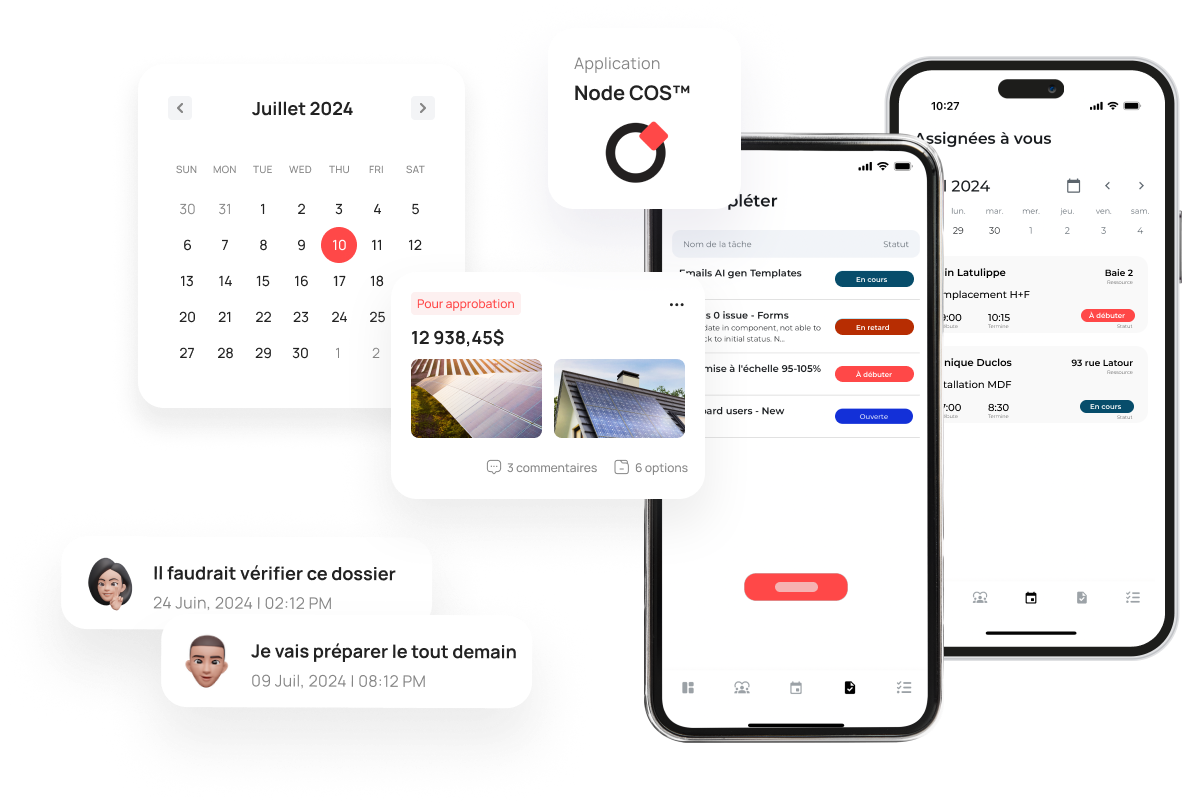 Juillet 2024
SUN MON TUE WED THU FRI SAT
30 31 1 2 3 4 5
6 7 8 9 10 11 12
13 14 15 16 17 18
20 21 22 23 24 25
27 28 29 30 1 2
Application
Node COS™
Pour approbation
12 938,45$
3 commentaires
6 options
Il faudrait vérifier ce dossier
24 Juin, 2024 | 02:12 PM
Je vais préparer le tout demain
09 Juil, 2024 | 08:12 PM
pléter
Nom de la tâche Statut
Emails AI gen Templates
En cours
s 0 issue - Forms
date in component, not able to
ck to initial status. N...
En retard
mise à l'échelle 95-105%
À débuter
ard users - New
Ouverte
10:27
Assignées à vous
l 2024
lun. mar. mer. jeu. ven. sam.
29 30 1 2 3 4
in Latulippe Baie 2
Ressource
mplacement H+F
9:00 10:15 À débuter
bute Termine Statut
nique Duclos 93 rue Latour
Ressource
tallation MDF
7:00 8:30 En cours
bute Termine Statut